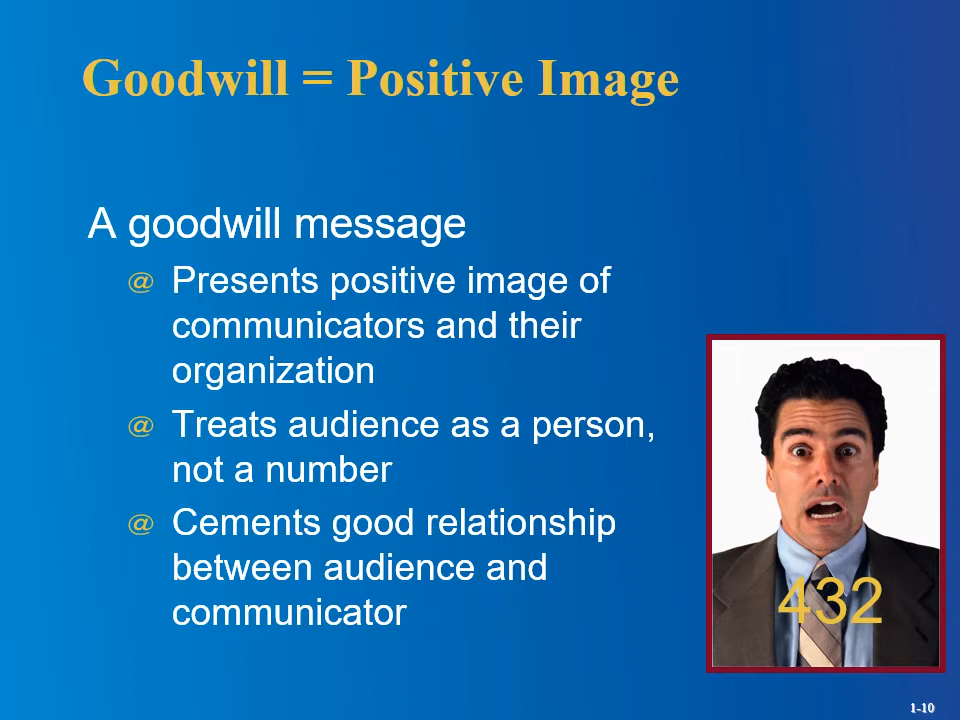 Goodwill = Positive Image
A goodwill message
@ Presents positive image of
communicators and their
organization
@ Treats audience as a person,
not a number
@ Cements good relationship
between audience and
communicator
432
1-10